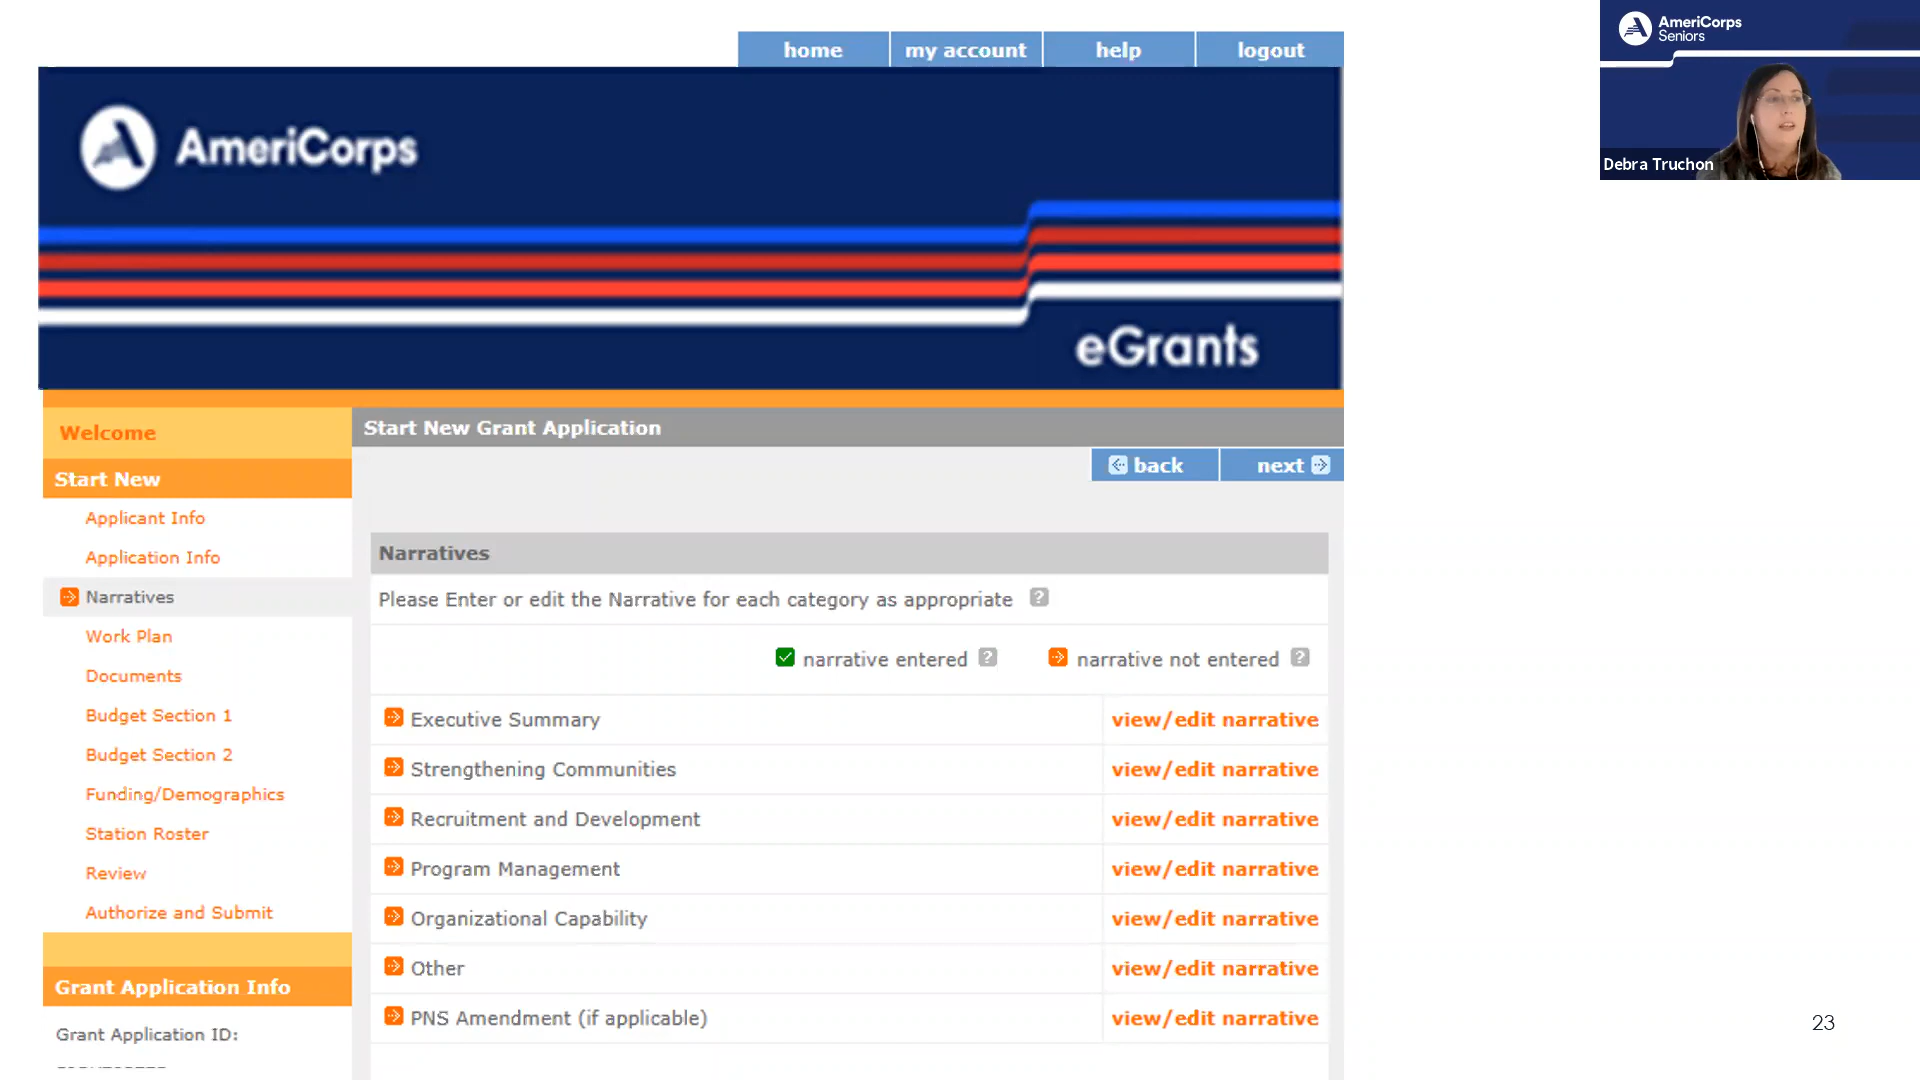 home
my account
help
logout
AmeriCorps
eGrants
AmeriCorps
Seniors
Debra Truchon
Welcome
Start New
Applicant Info
Application Info
Narratives
Work Plan
Documents
Budget Section 1
Budget Section 2
Funding/Demographics
Station Roster
Review
Authorize and Submit
Grant Application Info
Grant Application ID:
Start New Grant Application
back
next
Narratives
Please Enter or edit the Narrative for each category as appropriate ?
narrative entered ?
narrative not entered ?
Executive Summary view/edit narrative
Strengthening Communities view/edit narrative
Recruitment and Development view/edit narrative
Program Management view/edit narrative
Organizational Capability view/edit narrative
Other view/edit narrative
PNS Amendment (if applicable) view/edit narrative
23